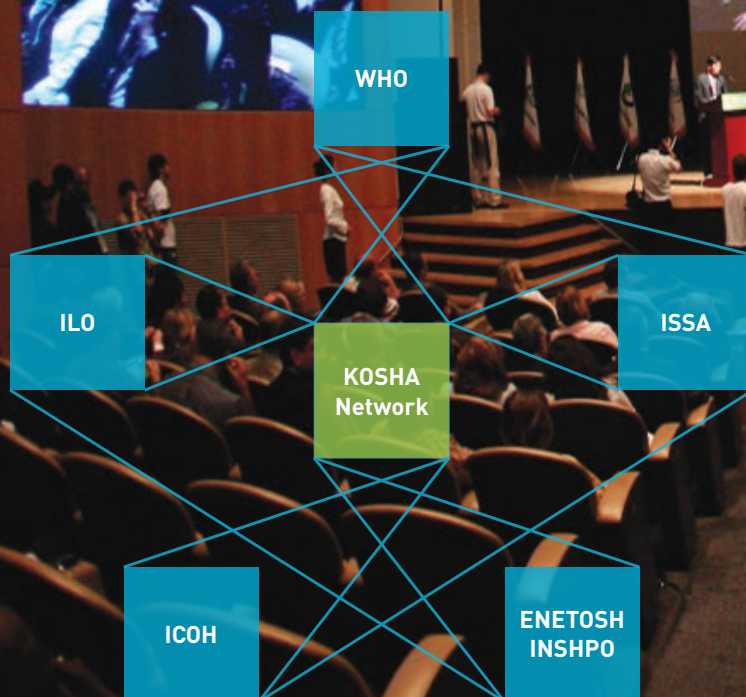 WHO
ILO
ISSA
KOSHA
Network
ICOH
ENETOSH
INSHPO